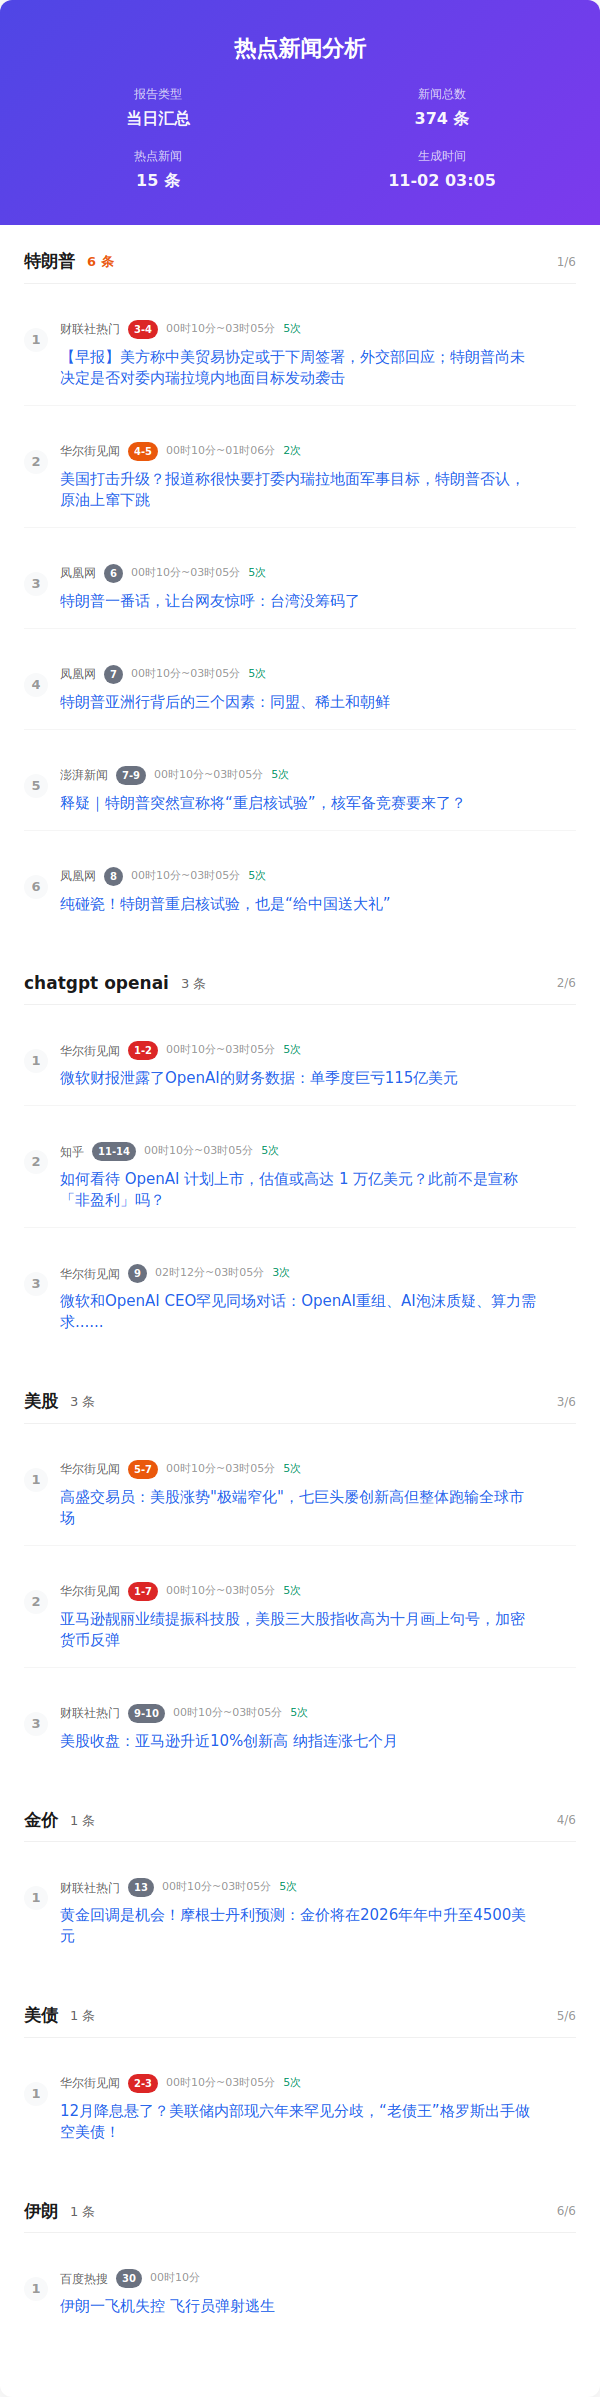 热点新闻分析
报告类型
新闻总数
当日汇总
374 条
热点新闻
生成时间
15 条
11-02 03:05
特朗普 6 条 1/6
1
财联社热门 3-4 00时10分~03时05分 5次
【早报】美方称中美贸易协定或于下周签署，外交部回应；特朗普尚未
决定是否对委内瑞拉境内地面目标发动袭击
2
华尔街见闻 4-5 00时10分~01时06分 2次
美国打击升级？报道称很快要打委内瑞拉地面军事目标，特朗普否认，
原油上窜下跳
3
凤凰网 6 00时10分~03时05分 5次
特朗普一番话，让台网友惊呼：台湾没筹码了
4
凤凰网 7 00时10分~03时05分 5次
特朗普亚洲行背后的三个因素：同盟、稀土和朝鲜
5
澎湃新闻 7-9 00时10分~03时05分 5次
释疑｜特朗普突然宣称将“重启核试验”，核军备竞赛要来了？
6
凤凰网 8 00时10分~03时05分 5次
纯碰瓷！特朗普重启核试验，也是“给中国送大礼”
chatgpt openai 3 条 2/6
1
华尔街见闻 1-2 00时10分~03时05分 5次
微软财报泄露了OpenAI的财务数据：单季度巨亏115亿美元
2
知乎 11-14 00时10分~03时05分 5次
如何看待 OpenAI 计划上市，估值或高达 1 万亿美元？此前不是宣称
「非盈利」吗？
3
华尔街见闻 9 02时12分~03时05分 3次
微软和OpenAI CEO罕见同场对话：OpenAI重组、AI泡沫质疑、算力需
求……
美股 3 条 3/6
1
华尔街见闻 5-7 00时10分~03时05分 5次
高盛交易员：美股涨势"极端窄化"，七巨头屡创新高但整体跑输全球市
场
2
华尔街见闻 1-7 00时10分~03时05分 5次
亚马逊靓丽业绩提振科技股，美股三大股指收高为十月画上句号，加密
货币反弹
3
财联社热门 9-10 00时10分~03时05分 5次
美股收盘：亚马逊升近10%创新高 纳指连涨七个月
金价 1 条 4/6
1
财联社热门 13 00时10分~03时05分 5次
黄金回调是机会！摩根士丹利预测：金价将在2026年年中升至4500美
元
美债 1 条 5/6
1
华尔街见闻 2-3 00时10分~03时05分 5次
12月降息悬了？美联储内部现六年来罕见分歧，“老债王”格罗斯出手做
空美债！
伊朗 1 条 6/6
1
百度热搜 30 00时10分
伊朗一飞机失控 飞行员弹射逃生